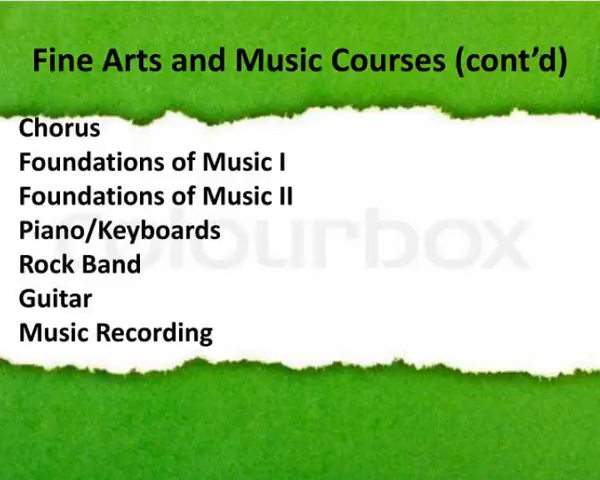 Fine Arts and Music Courses (cont’d)
Chorus
Foundations of Music I
Foundations of Music II
Piano/Keyboards
colourbox
Rock Band
Guitar
Music Recording